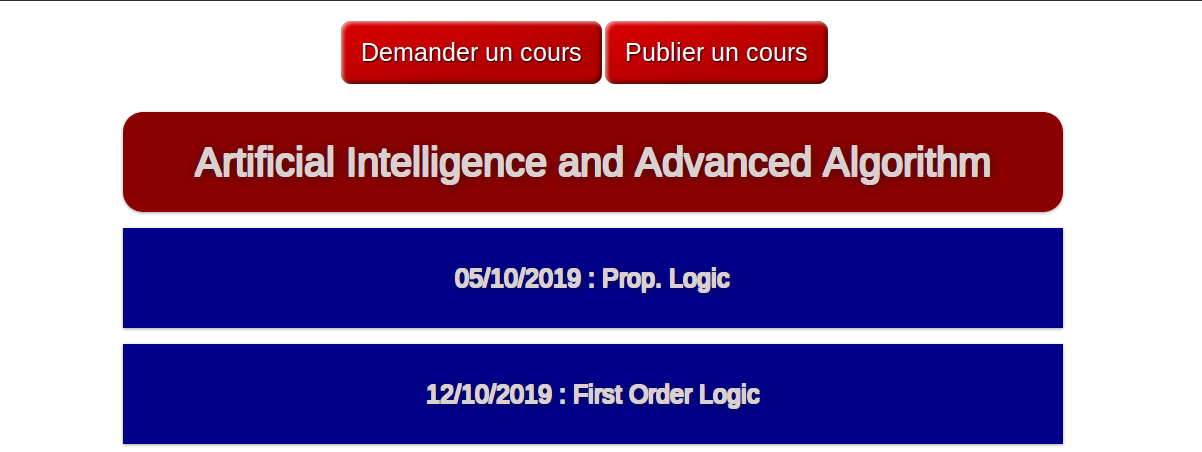 Demander un cours Publier un cours
Artificial Intelligence and Advanced Algorithm
05/10/2019 : Prop. Logic
12/10/2019 : First Order Logic